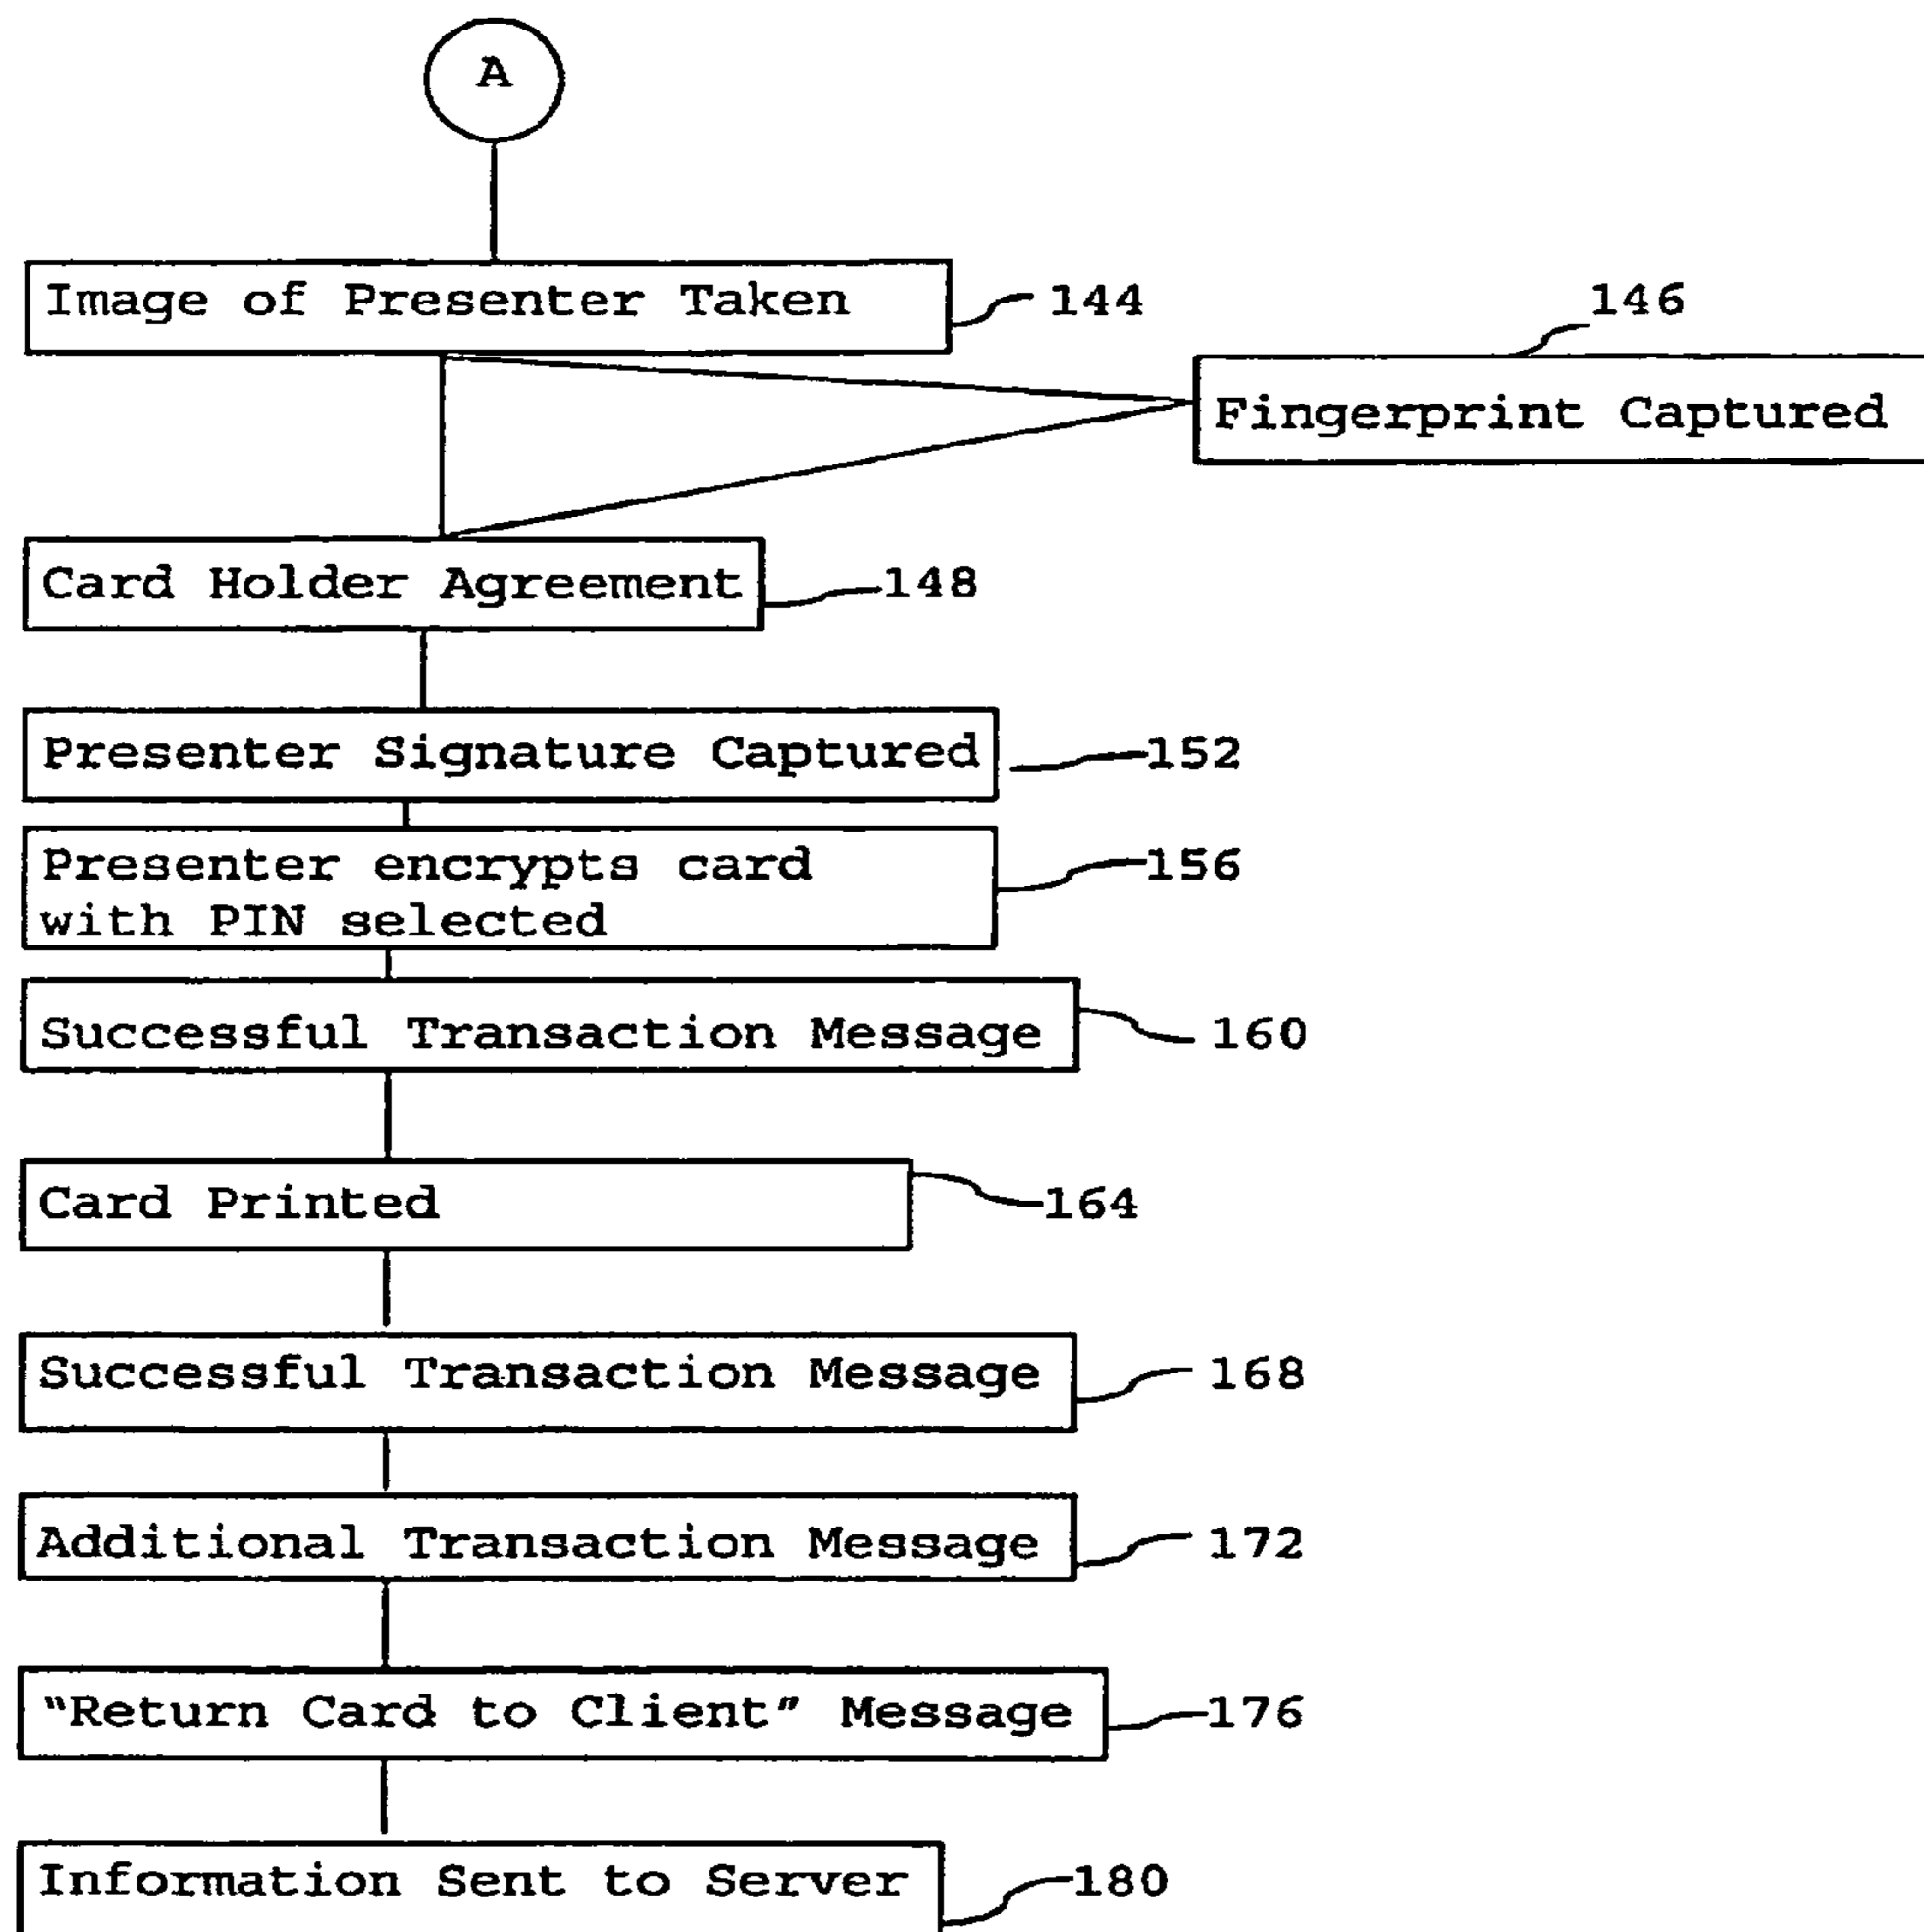 A
Image of Presenter Taken 144
146
Fingerprint Captured
Card Holder Agreement 148
Presenter Signature Captured 152
Presenter encrypts card 156
with PIN selected
Successful Transaction Message 160
Card Printed 164
Successful Transaction Message 168
Additional Transaction Message 172
“Return Card to Client” Message 176
Information Sent to Server 180